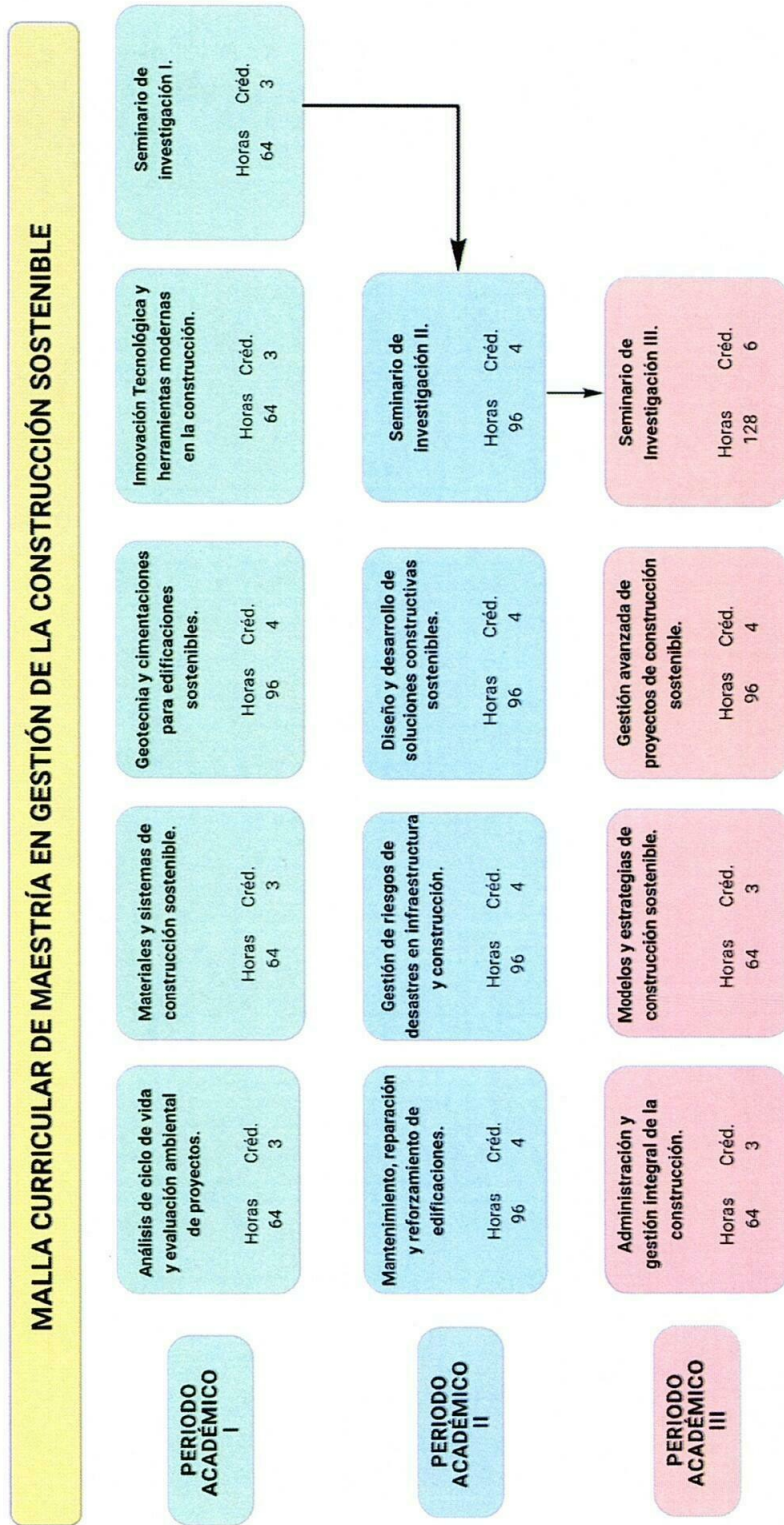 MALLA CURRICULAR DE MAESTRÍA EN GESTIÓN DE LA CONSTRUCCIÓN SOSTENIBLE
PERIODO
ACADÉMICO
I
Análisis de ciclo de vida
y evaluación ambiental
de proyectos.
Horas Créd.
64 3
Materiales y sistemas de
construcción sostenible.
Horas Créd.
64 3
Geotecnia y cimentaciones
para edificaciones
sostenibles.
Horas Créd.
96 4
Innovación Tecnológica y
herramientas modernas
en la construcción.
Horas Créd.
64 3
Seminario de
investigación I.
Horas Créd.
64 3
PERIODO
ACADÉMICO
II
Mantenimiento, reparación
y reforzamiento de
edificaciones.
Horas Créd.
96 4
Gestión de riesgos de
desastres en infraestructura
y construcción.
Horas Créd.
96 4
Diseño y desarrollo de
soluciones constructivas
sostenibles.
Horas Créd.
96 4
Seminario de
investigación II.
Horas Créd.
96 4
PERIODO
ACADÉMICO
III
Administración y
gestión integral de la
construcción.
Horas Créd.
64 3
Modelos y estrategias de
construcción sostenible.
Horas Créd.
64 3
Gestión avanzada de
proyectos de construcción
sostenible.
Horas Créd.
96 4
Seminario de
Investigación III.
Horas Créd.
128 6